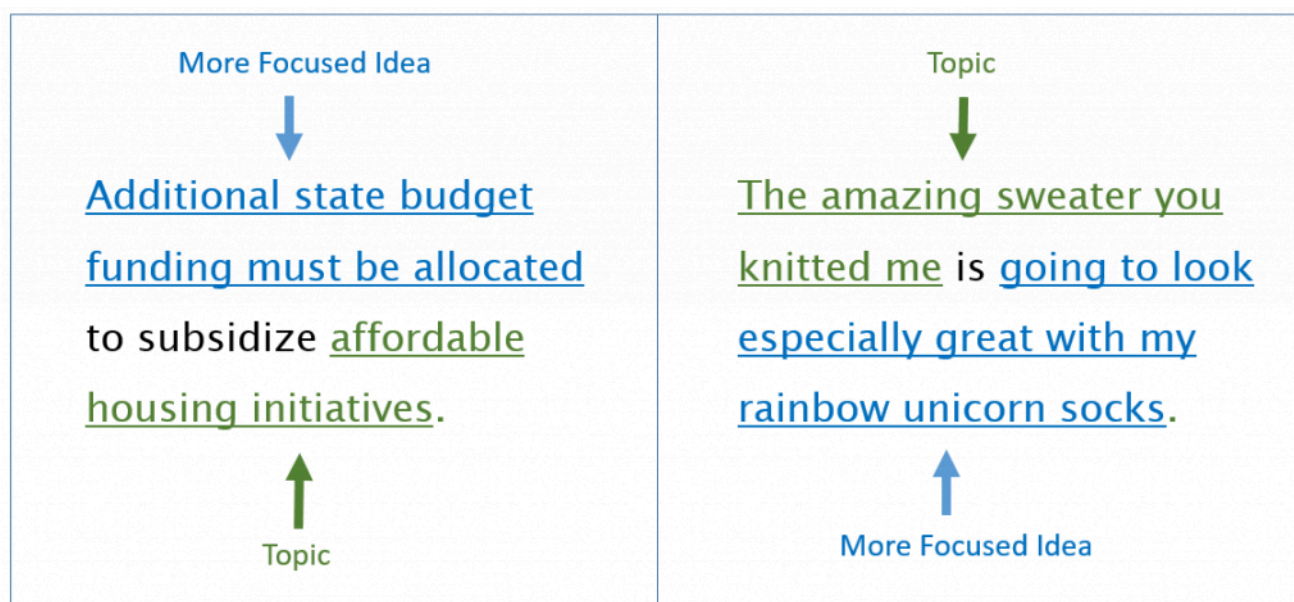 More Focused Idea
Additional state budget
funding must be allocated
to subsidize affordable
housing initiatives.
Topic
Topic
The amazing sweater you
knitted me is going to look
especially great with my
rainbow unicorn socks.
More Focused Idea